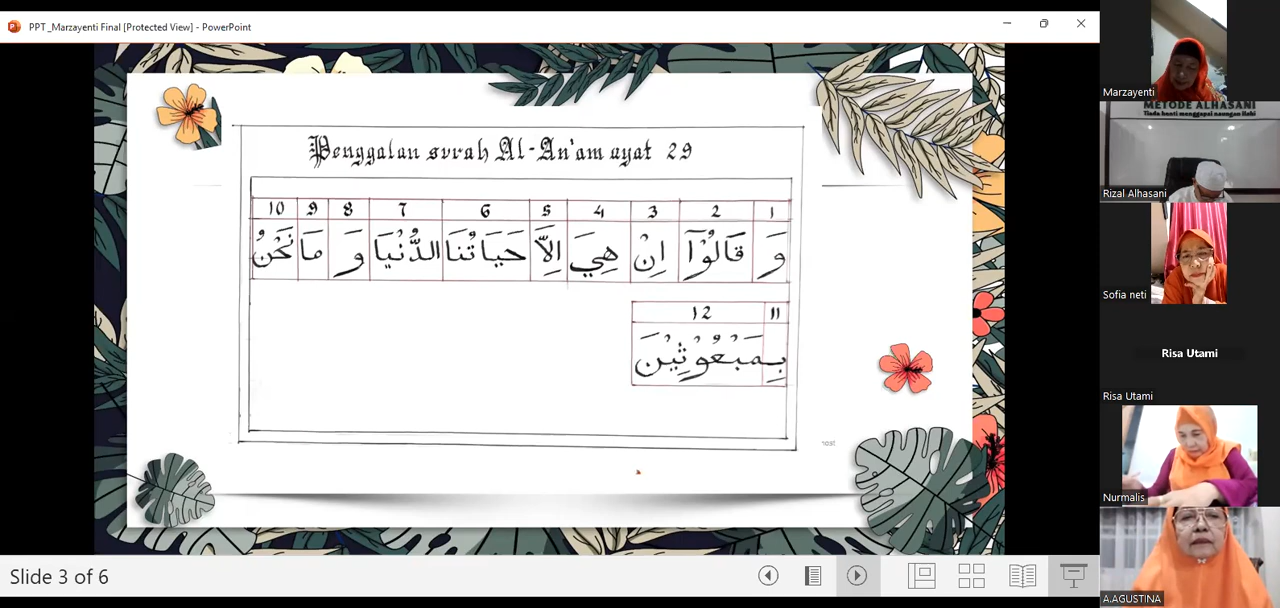 PPT_Marzayenti Final [Protected View] - PowerPoint
Penggalan surah Al-An'am ayat 29
10 9 8 7 6 5 4 3 2 1
وَ قَالُوْٓا اِنْ هِيَ اِلاَّ حَيَاتُنَا الدُّنْيَا وَ مَا نَحْنُ
12 11
بِمَبْعُوْثِيْنَ
Slide 3 of 6
Marzayenti
METODE ALHASANI
Tiada henti menggapai naungan Ilahi
Rizal Alhasani
Sofia neti
Risa Utami
Risa Utami
Nurmalis
A.AGUSTINA